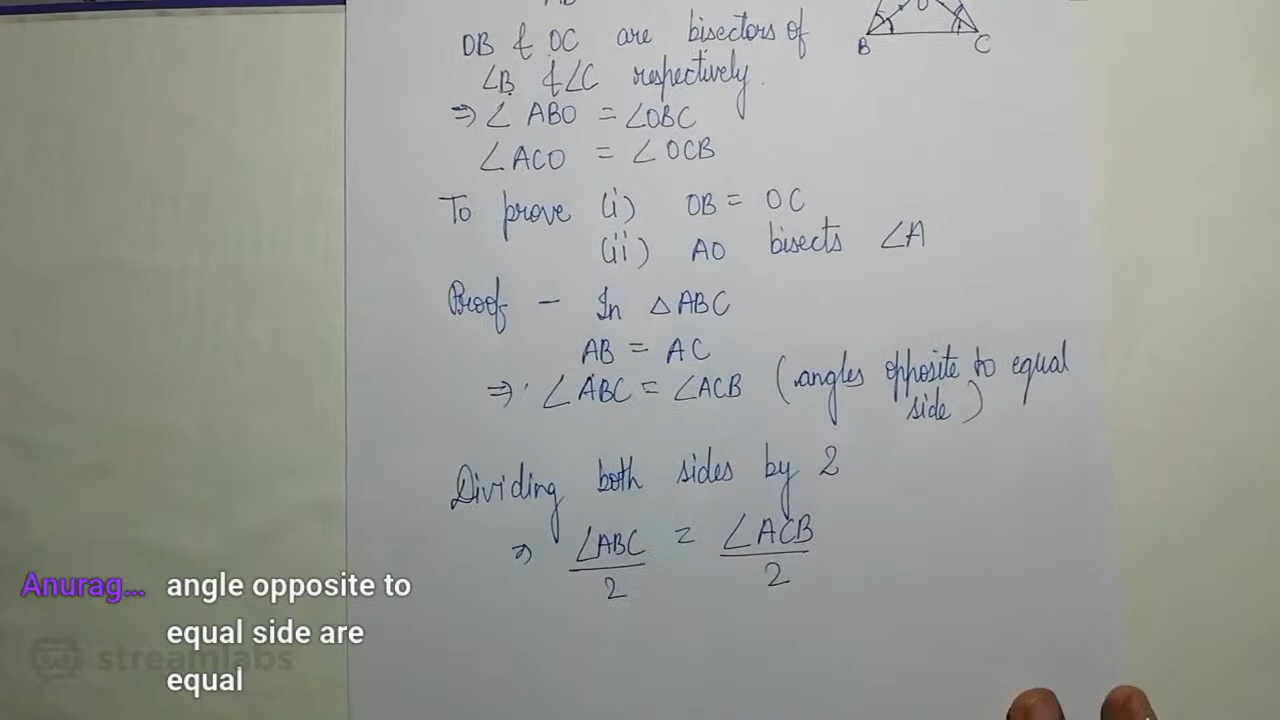 AB
O
B
C
OB & OC are bisectors of
∠B & ∠C respectively.
⇒ ∠ABO = ∠OBC
∠ACO = ∠OCB
To prove (i) OB = OC
(ii) AO bisects ∠A
Proof - In △ABC
AB = AC
⇒ ∠ABC = ∠ACB (angles opposite to equal
side)
Dividing both sides by 2
⇒ ∠ABC/2 = ∠ACB/2
Anurag... angle opposite to
equal side are
equal
streamlabs